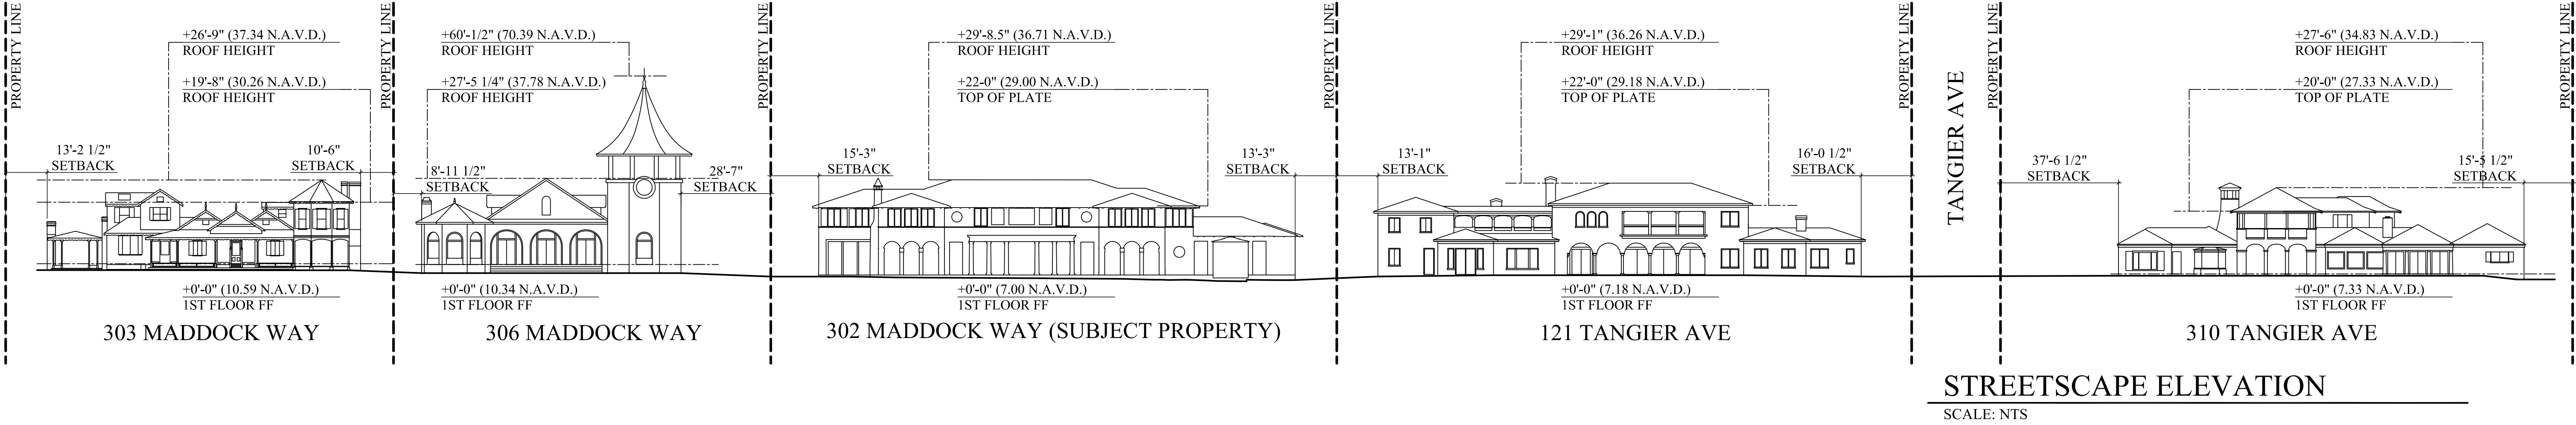 PROPERTY LINE
+26'-9" (37.34 N.A.V.D.)
ROOF HEIGHT
+19'-8" (30.26 N.A.V.D.)
ROOF HEIGHT
13'-2 1/2"
SETBACK
10'-6"
SETBACK
+0'-0" (10.59 N.A.V.D.)
1ST FLOOR FF
303 MADDOCK WAY
PROPERTY LINE
+60'-1/2" (70.39 N.A.V.D.)
ROOF HEIGHT
+27'-5 1/4" (37.78 N.A.V.D.)
ROOF HEIGHT
8'-11 1/2"
SETBACK
28'-7"
SETBACK
+0'-0" (10.34 N.A.V.D.)
1ST FLOOR FF
306 MADDOCK WAY
PROPERTY LINE
+29'-8.5" (36.71 N.A.V.D.)
ROOF HEIGHT
+22-0" (29.00 N.A.V.D.)
TOP OF PLATE
15'-3"
SETBACK
13'-3"
SETBACK
+0'-0" (7.00 N.A.V.D.)
1ST FLOOR FF
302 MADDOCK WAY (SUBJECT PROPERTY)
PROPERTY LINE
+29'-1" (36.26 N.A.V.D.)
ROOF HEIGHT
+22'-0" (29.18 N.A.V.D.)
TOP OF PLATE
13'-1"
SETBACK
16'-0 1/2"
SETBACK
+0'-0" (7.18 N.A.V.D.)
1ST FLOOR FF
121 TANGIER AVE
PROPERTY LINE
TANGIER AVE
PROPERTY LINE
+27'-6" (34.83 N.A.V.D.)
ROOF HEIGHT
+20'-0" (27.33 N.A.V.D.)
TOP OF PLATE
37'-6 1/2"
SETBACK
15'-5 1/2"
SETBACK
+0'-0" (7.33 N.A.V.D.)
1ST FLOOR FF
310 TANGIER AVE
PROPERTY LINE
STREETSCAPE ELEVATION
SCALE: NTS